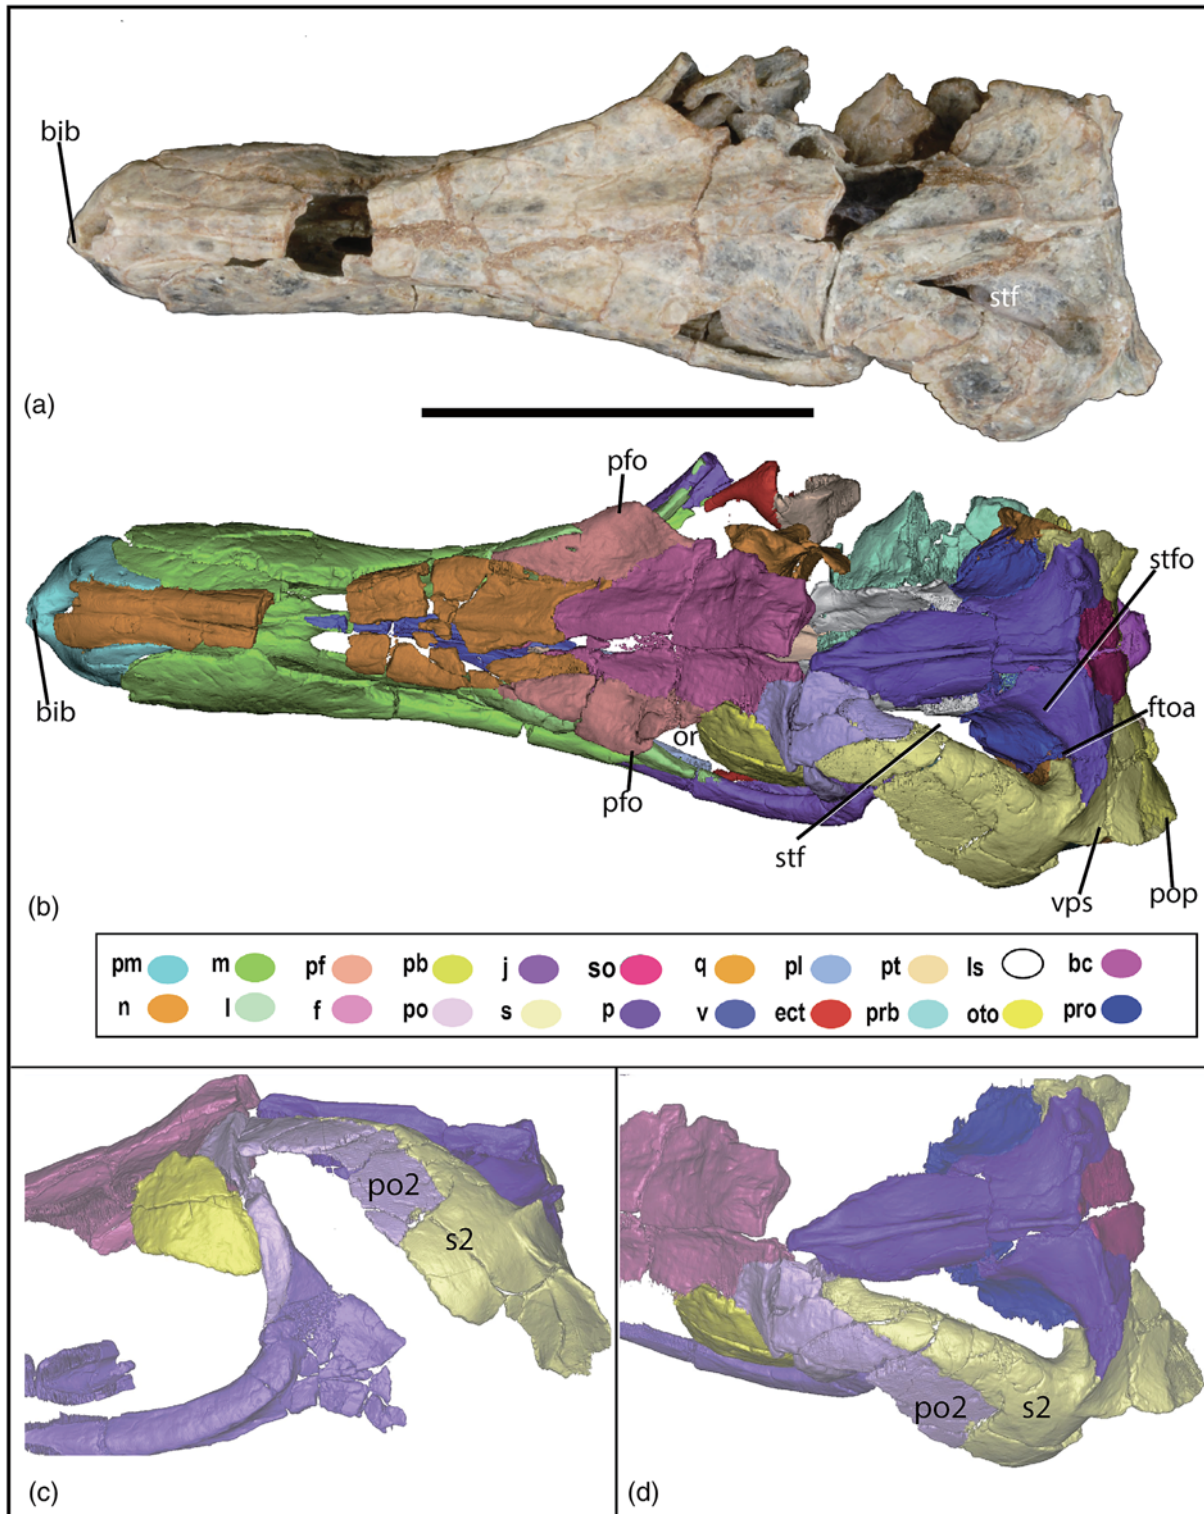 bib
stf
(a)
pfo
stfo
ftoa
bib
or
pfo
stf
vps
pop
(b)
pm m pf pb j so q pl pt ls bc
n l f po s p v ect prb oto pro
po2
s2
(c)
po2
s2
(d)